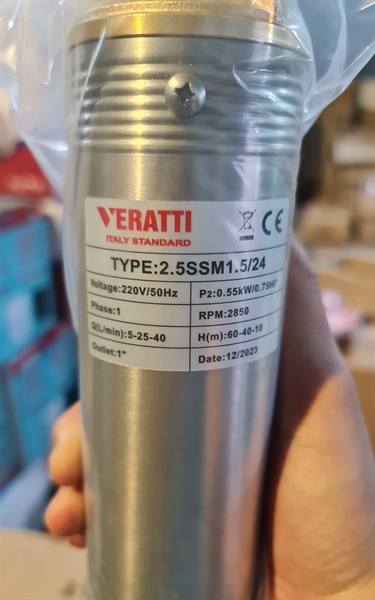 VERATTI
ITALY STANDARD
CE
TYPE:2.5SSM1.5/24
Voltage:220V/50Hz
P2:0.55kW/0.75HP
Phase:1
RPM:2850
Q(L/min):5-25-40
H(m):60-40-10
Outlet:1"
Date:12/2023